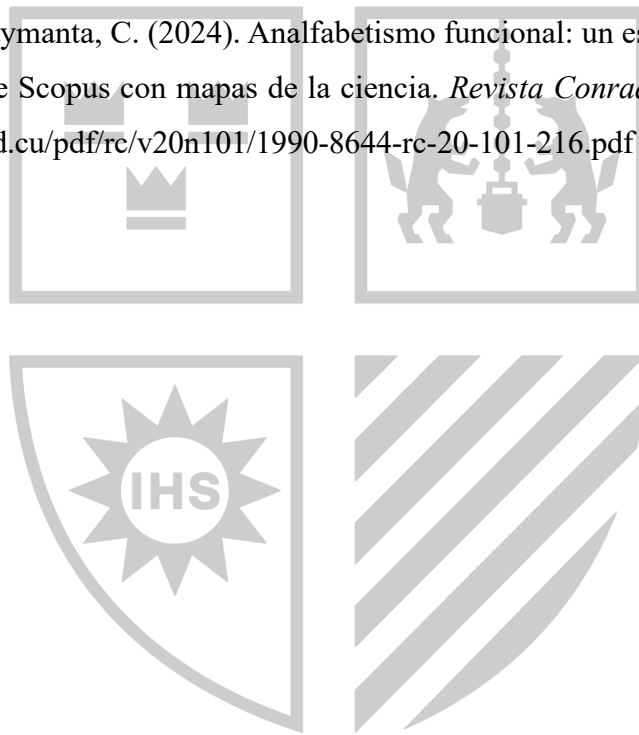 ymanta, C. (2024). Analfabetismo funcional: un es
e Scopus con mapas de la ciencia. Revista Conrad
d.cu/pdf/rc/v20n101/1990-8644-rc-20-101-216.pdf
IHS